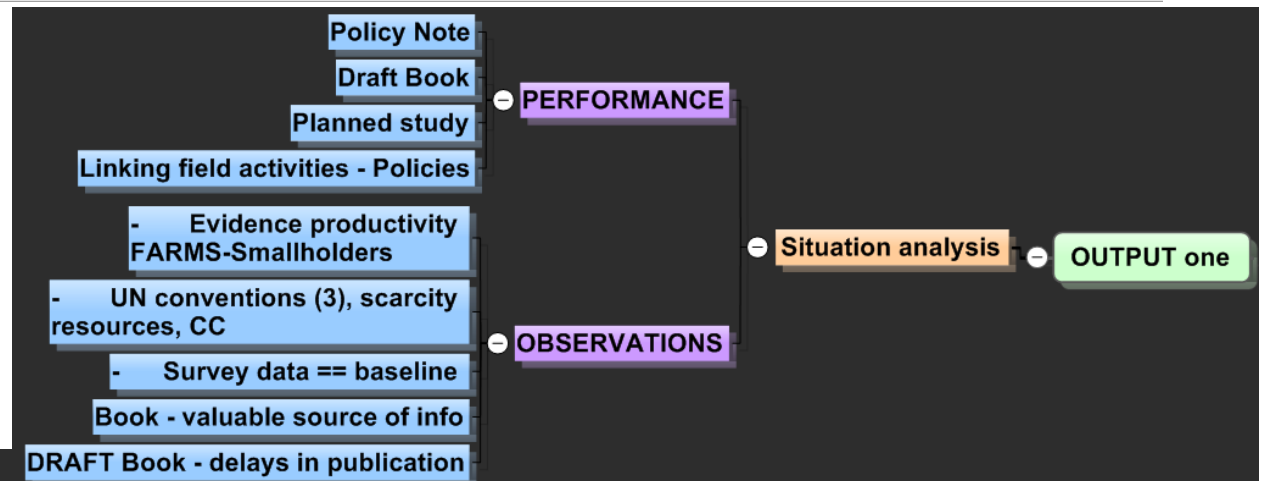 Policy Note
Draft Book
PERFORMANCE
Planned study
Linking field activities - Policies
- Evidence productivity
FARMS-Smallholders
Situation analysis
OUTPUT one
- UN conventions (3), scarcity
resources, CC
OBSERVATIONS
- Survey data == baseline
Book - valuable source of info
DRAFT Book - delays in publication